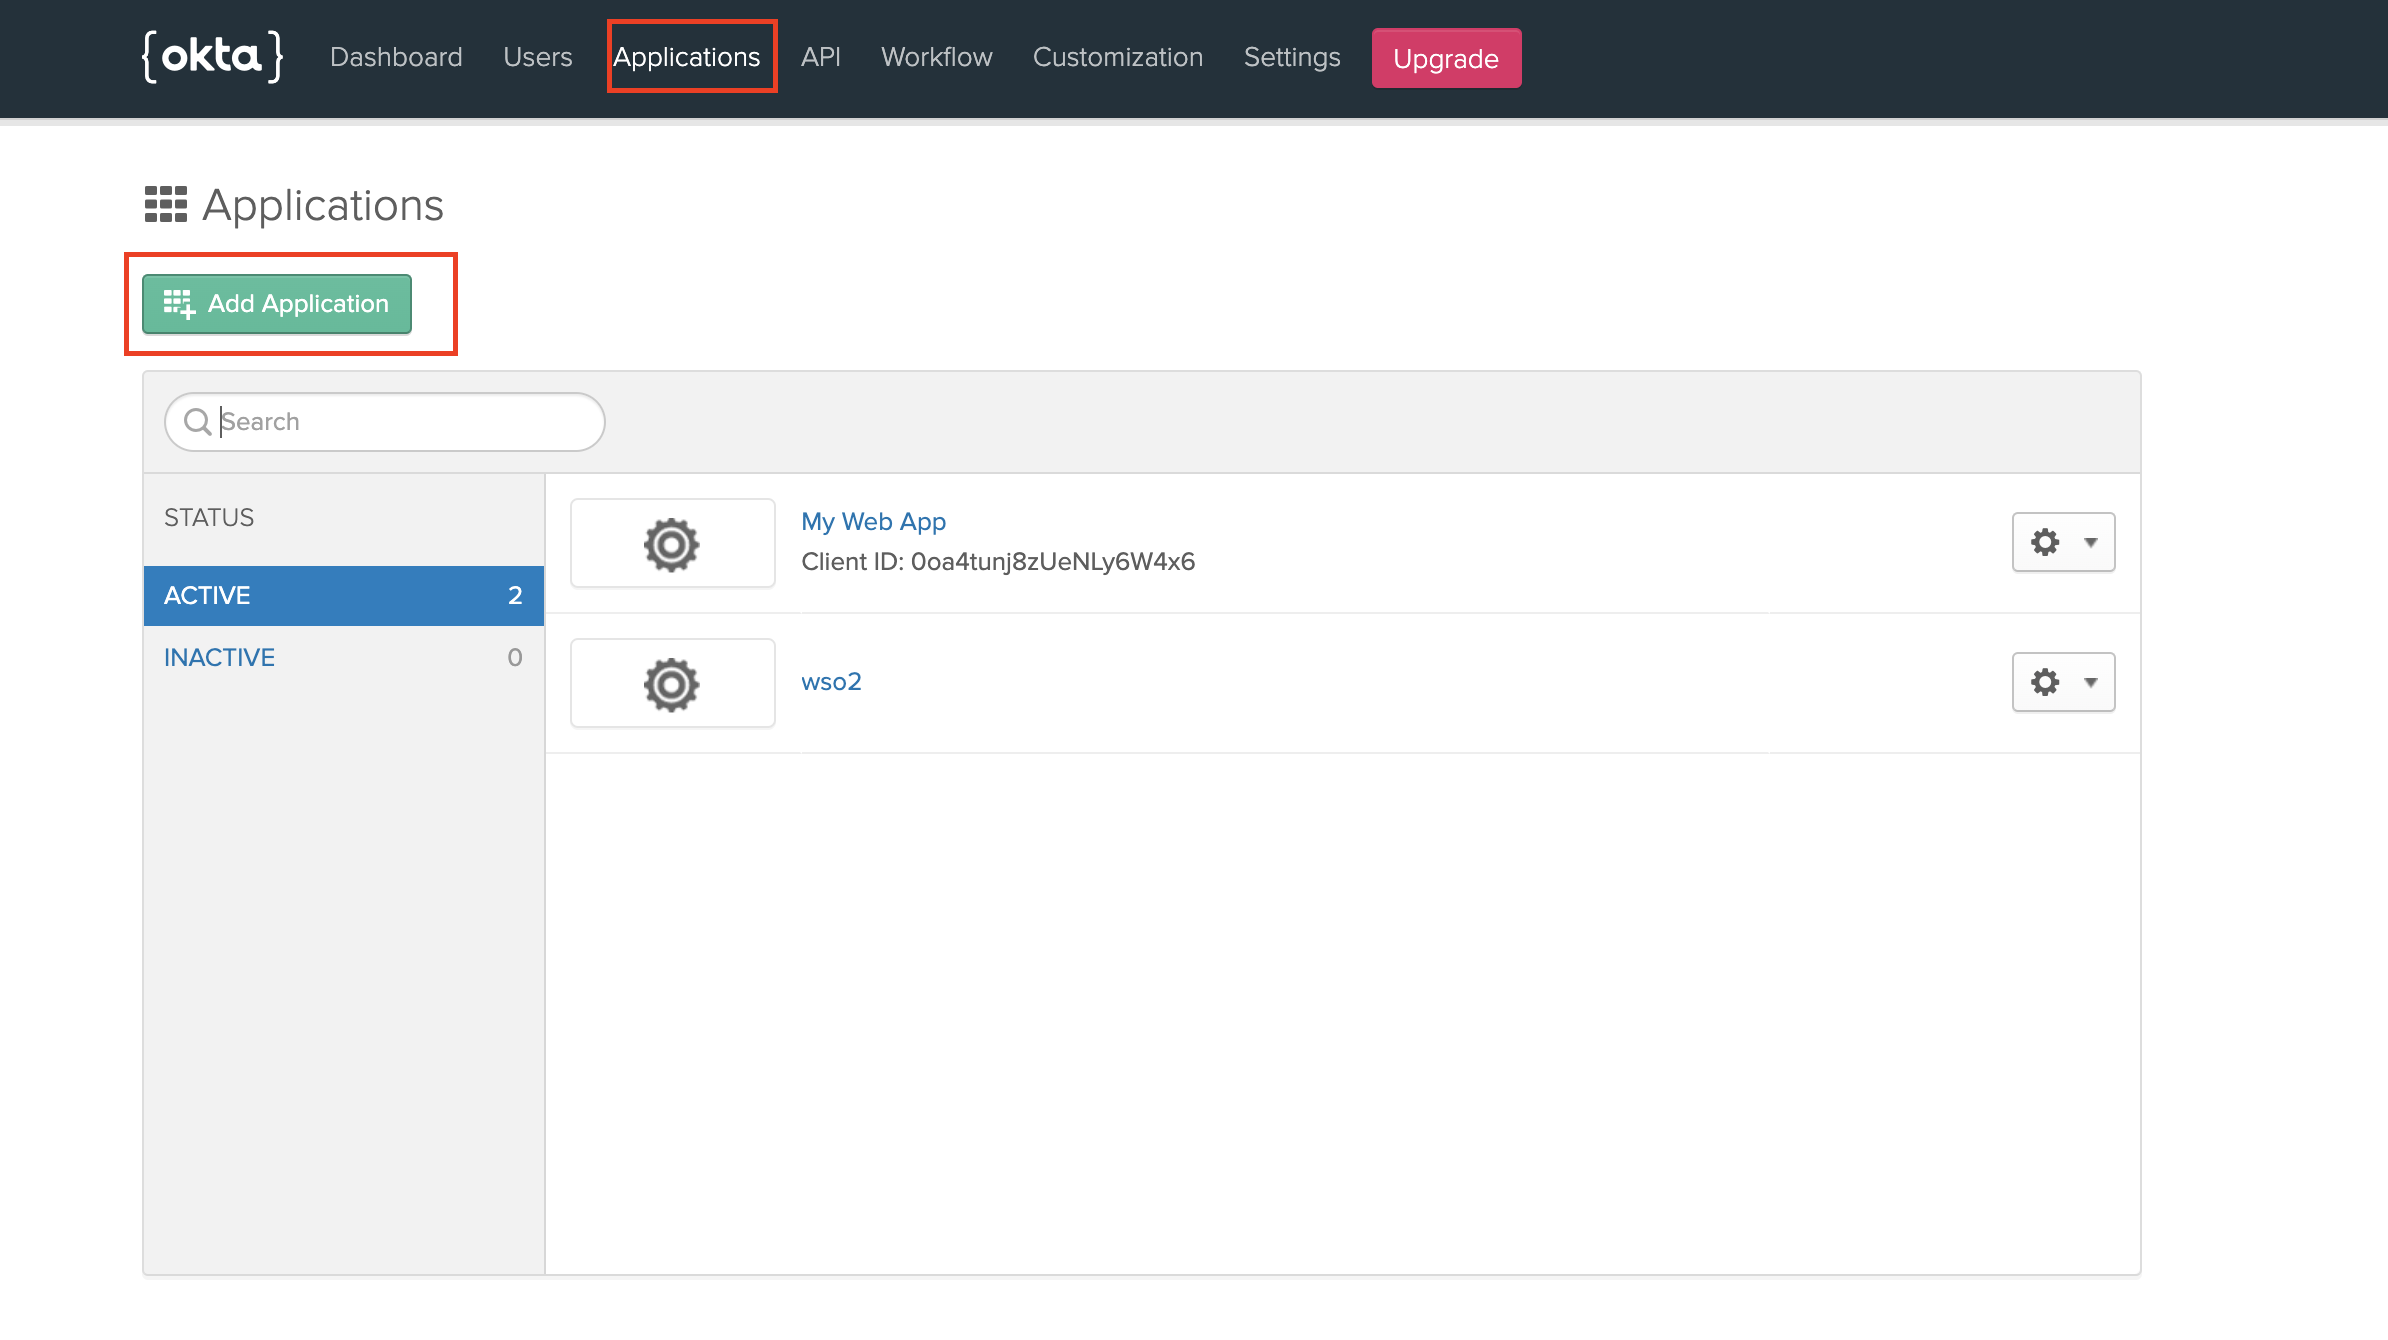 {okta} Dashboard Users Applications API Workflow Customization Settings Upgrade
Applications
Add Application
Search
STATUS
ACTIVE 2
INACTIVE 0
My Web App
Client ID: 0oa4tunj8zUeNLy6W4x6
wso2